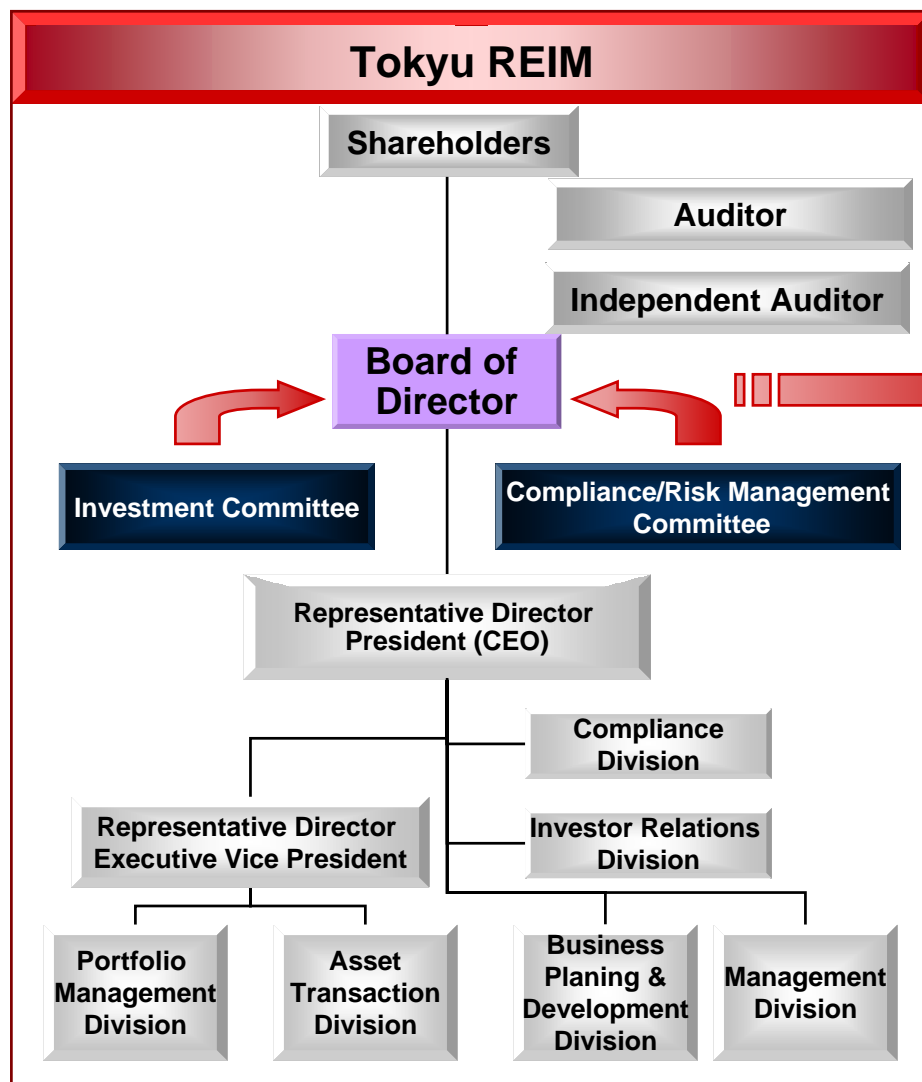 Tokyu REIM
Shareholders
Auditor
Independent Auditor
Board of
Director
Investment Committee
Compliance/Risk Management
Committee
Representative Director
President (CEO)
Compliance
Division
Representative Director
Executive Vice President
Investor Relations
Division
Portfolio
Management
Division
Asset
Transaction
Division
Business
Planing &
Development
Division
Management
Division